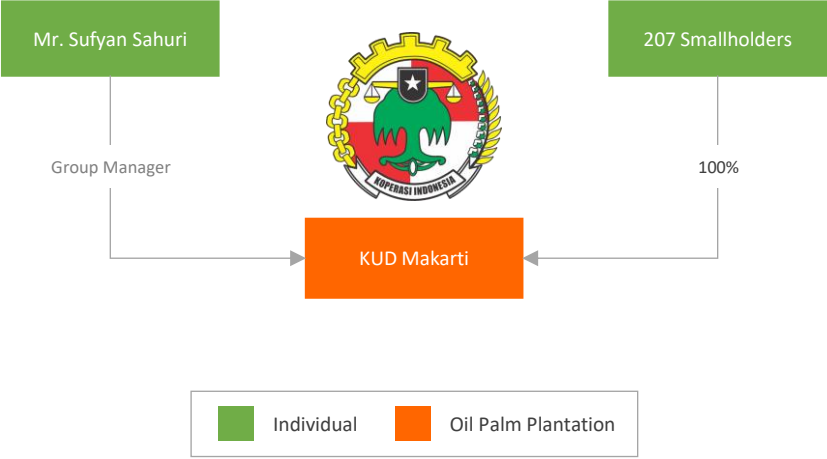 Mr. Sufyan Sahuri
207 Smallholders
KOPERASI INDONESIA
Group Manager
100%
KUD Makarti
Individual
Oil Palm Plantation